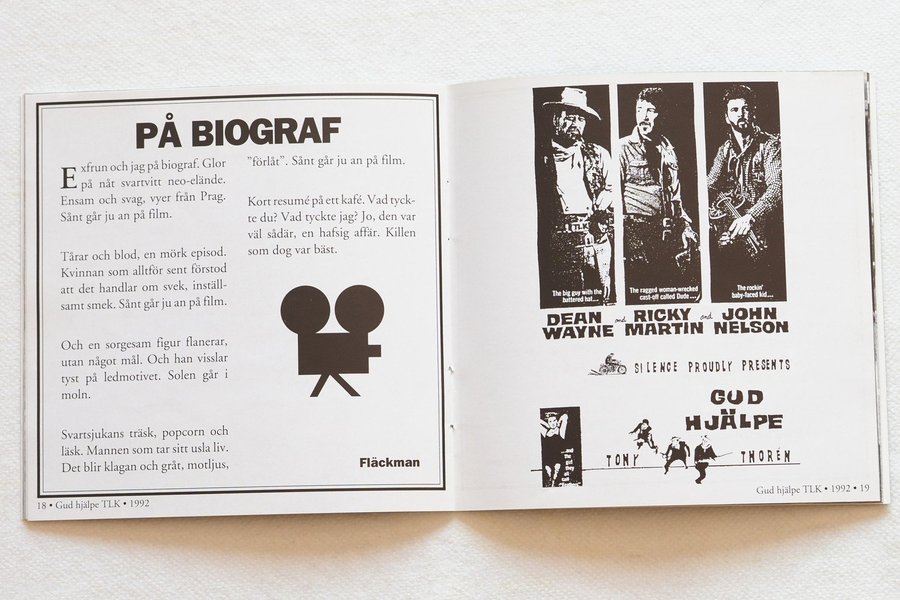 PÅ BIOGRAF
Exfrun och jag på biograf. Glor
på nåt svartvitt neo-elände.
Ensam och svag, vyer från Prag.
Sånt går ju an på film.
Tårar och blod, en mörk episod.
Kvinnan som alltför sent förstod
att det handlar om svek, inställ-
samt smek. Sånt går ju an på film.
Och en sorgesam figur flanerar,
utan något mål. Och han visslar
tyst på ledmotivet. Solen går i
moln.
Svartsjukans träsk, popcorn och
läsk. Mannen som tar sitt usla liv.
Det blir klagan och gråt, motljus,
"förlåt". Sånt går ju an på film.
Kort resumé på ett kafé. Vad tyck-
te du? Vad tyckte jag? Jo, den var
väl sådär, en hafsig affär. Killen
som dog var bäst.
Fläckman
18 • Gud hjälpe TLK • 1992
TLK
The big guy with the
battered hat...
The ragged woman-wrecked
cast-off called Dude...
The rockin'
baby-faced kid...
DEAN and RICKY and JOHN
WAYNE MARTIN NELSON
SILENCE PROUDLY PRESENTS
GUD
HJÄLPE
TONY THORÉN
Gud hjälpe TLK • 1992 • 19